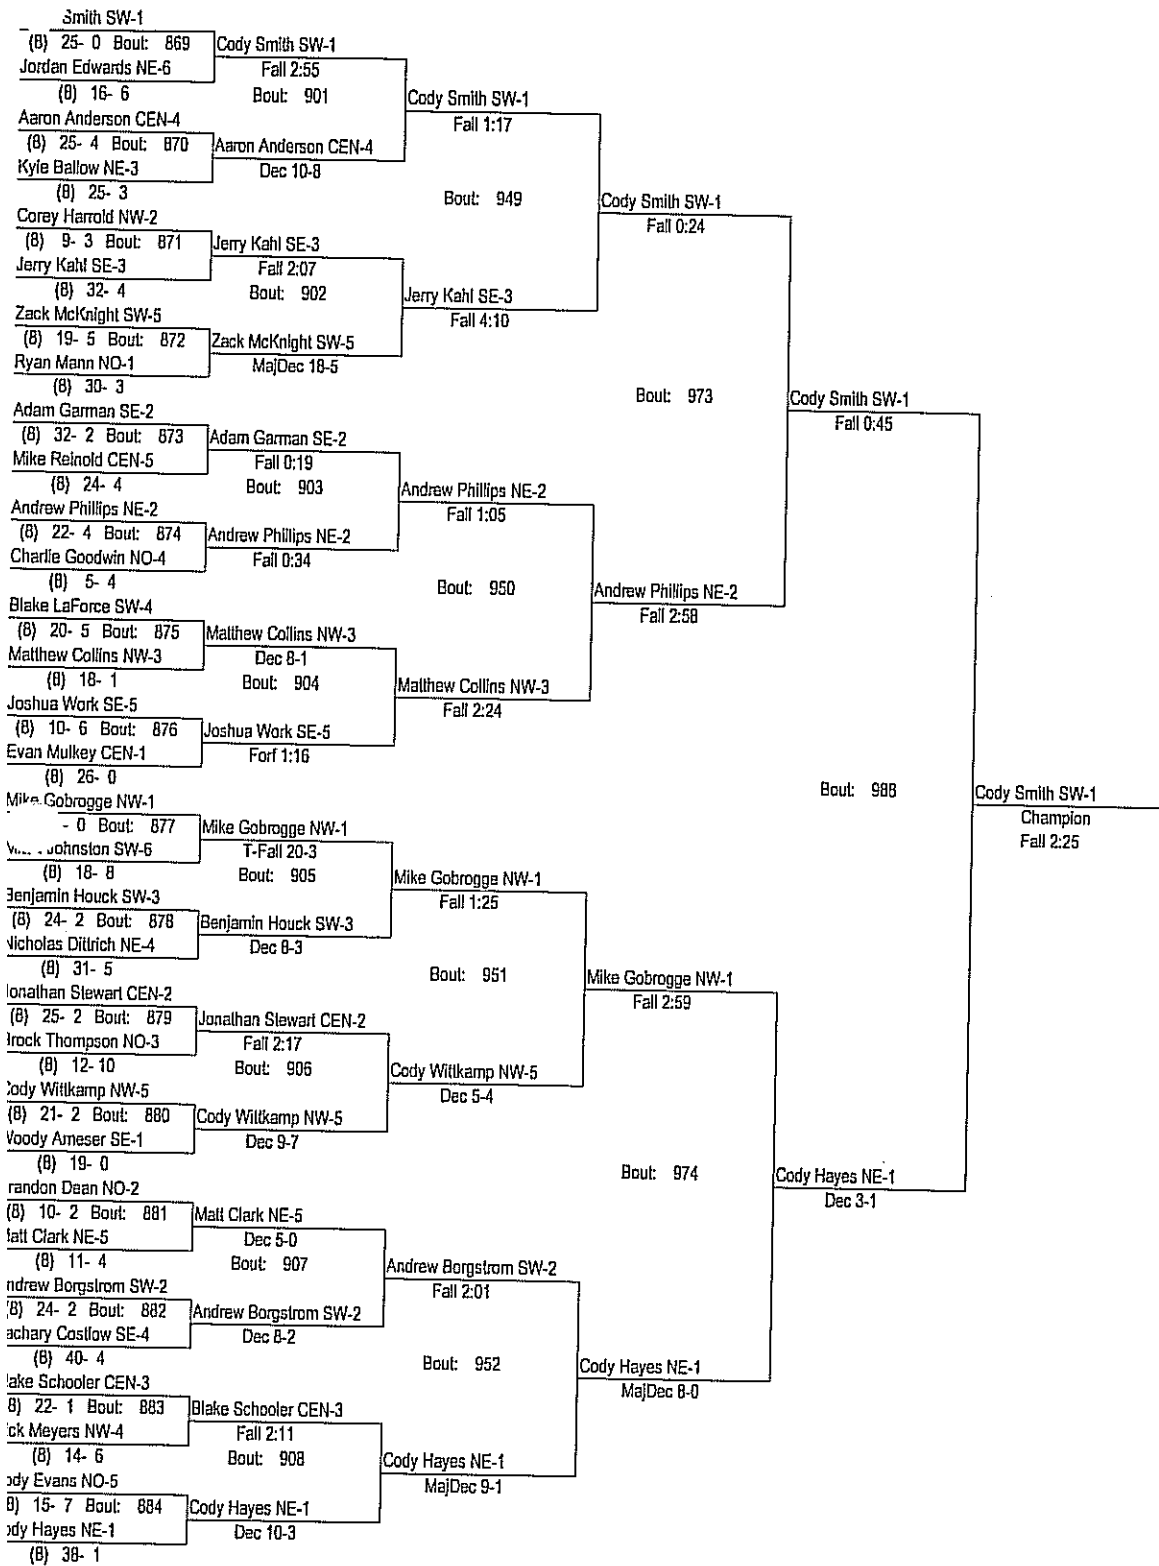 Smith SW-1
(8) 25- 0 Bout: 869
Jordan Edwards NE-6
(8) 16- 6
Aaron Anderson CEN-4
(8) 25- 4 Bout: 870
Kyle Ballow NE-3
(8) 25- 3
Corey Harrold NW-2
(8) 9- 3 Bout: 871
Jerry Kahl SE-3
(8) 32- 4
Zack McKnight SW-5
(8) 19- 5 Bout: 872
Ryan Mann NO-1
(8) 30- 3
Adam Garman SE-2
(8) 32- 2 Bout: 873
Mike Reinold CEN-5
(8) 24- 4
Andrew Phillips NE-2
(8) 22- 4 Bout: 874
Charlie Goodwin NO-4
(8) 5- 4
Blake LaForce SW-4
(8) 20- 5 Bout: 875
Matthew Collins NW-3
(8) 18- 1
Joshua Work SE-5
(8) 10- 6 Bout: 876
Evan Mulkey CEN-1
(8) 26- 0
Mike Gobrogge NW-1
- 0 Bout: 877
Johnston SW-6
(8) 18- 8
Benjamin Houck SW-3
(8) 24- 2 Bout: 878
Nicholas Dittrich NE-4
(8) 31- 5
Jonathan Stewart CEN-2
(8) 25- 2 Bout: 879
Brock Thompson NO-3
(8) 12- 10
Cody Wittkamp NW-5
(8) 21- 2 Bout: 880
Woody Ameser SE-1
(8) 19- 0
randon Dean NO-2
(8) 10- 2 Bout: 881
Matt Clark NE-5
(8) 11- 4
ndrew Borgstrom SW-2
(8) 24- 2 Bout: 882
achary Costlow SE-4
(8) 40- 4
lake Schooler CEN-3
8) 22- 1 Bout: 883
ck Meyers NW-4
(8) 14- 6
ody Evans NO-5
8) 15- 7 Bout: 884
ody Hayes NE-1
(8) 38- 1
Cody Smith SW-1
Fall 2:55
Bout: 901
Aaron Anderson CEN-4
Dec 10-8
Jerry Kahl SE-3
Fall 2:07
Bout: 902
Zack McKnight SW-5
MajDec 18-5
Adam Garman SE-2
Fall 0:19
Bout: 903
Andrew Phillips NE-2
Fall 0:34
Matthew Collins NW-3
Dec 8-1
Bout: 904
Joshua Work SE-5
Forf 1:16
Mike Gobrogge NW-1
T-Fall 20-3
Bout: 905
Benjamin Houck SW-3
Dec 8-3
Jonathan Stewart CEN-2
Fall 2:17
Bout: 906
Cody Wittkamp NW-5
Dec 9-7
Matt Clark NE-5
Dec 5-0
Bout: 907
Andrew Borgstrom SW-2
Dec 8-2
Blake Schooler CEN-3
Fall 2:11
Bout: 908
Cody Hayes NE-1
Dec 10-3
Cody Smith SW-1
Fall 1:17
Bout: 949
Jerry Kahl SE-3
Fall 4:10
Andrew Phillips NE-2
Fall 1:05
Bout: 950
Matthew Collins NW-3
Fall 2:24
Mike Gobrogge NW-1
Fall 1:25
Bout: 951
Cody Wittkamp NW-5
Dec 5-4
Andrew Borgstrom SW-2
Fall 2:01
Bout: 952
Cody Hayes NE-1
MajDec 9-1
Cody Smith SW-1
Fall 0:24
Bout: 973
Andrew Phillips NE-2
Fall 2:58
Mike Gobrogge NW-1
Fall 2:59
Bout: 974
Cody Hayes NE-1
MajDec 8-0
Cody Smith SW-1
Fall 0:45
Bout: 988
Cody Hayes NE-1
Dec 3-1
Cody Smith SW-1
Champion
Fall 2:25